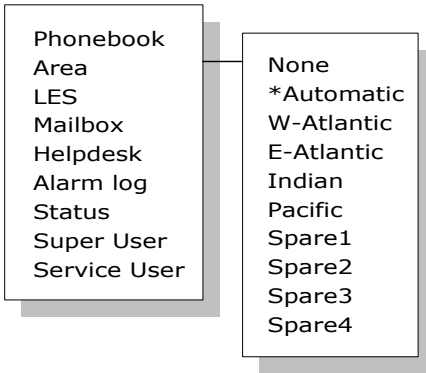 Phonebook
Area
LES
Mailbox
Helpdesk
Alarm log
Status
Super User
Service User
None
*Automatic
W-Atlantic
E-Atlantic
Indian
Pacific
Spare1
Spare2
Spare3
Spare4